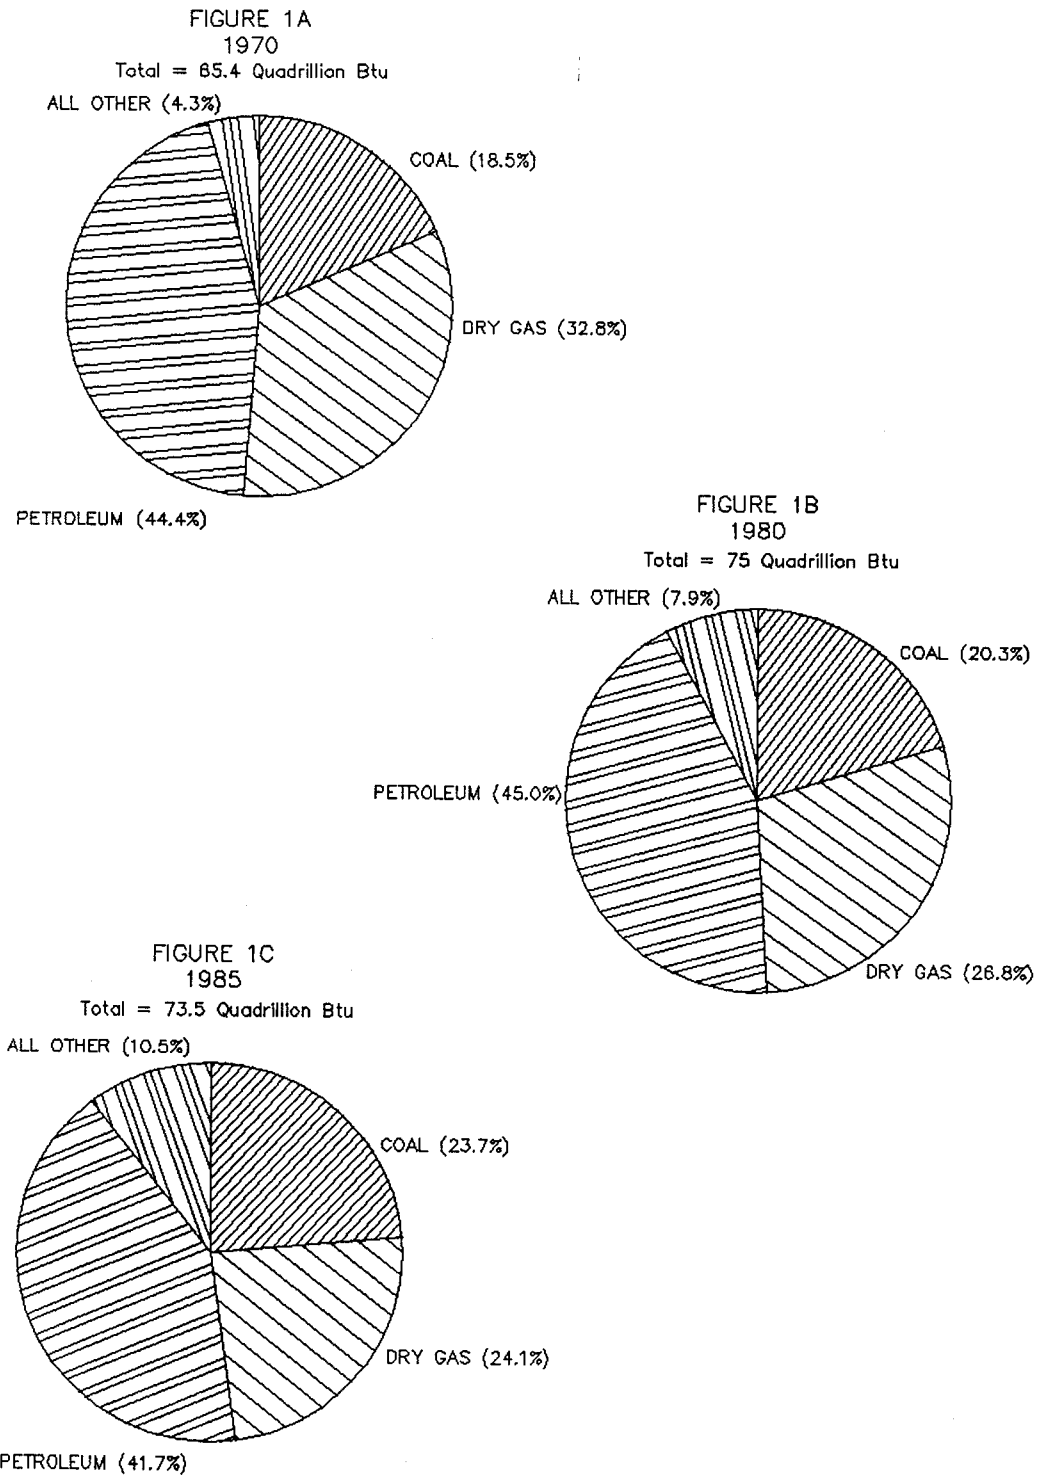 FIGURE 1A
1970
Total = 65.4 Quadrillion Btu
ALL OTHER (4.3%)
COAL (18.5%)
DRY GAS (32.8%)
PETROLEUM (44.4%)
FIGURE 1B
1980
Total = 75 Quadrillion Btu
ALL OTHER (7.9%)
COAL (20.3%)
PETROLEUM (45.0%)
DRY GAS (26.8%)
FIGURE 1C
1985
Total = 73.5 Quadrillion Btu
ALL OTHER (10.5%)
COAL (23.7%)
DRY GAS (24.1%)
PETROLEUM (41.7%)